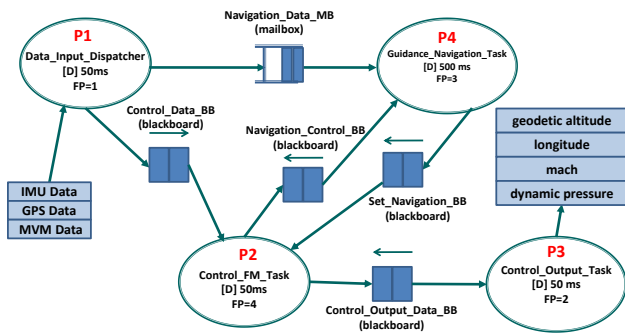 P1
Data_Input_Dispatcher
[D] 50ms
FP=1
Navigation_Data_MB
(mailbox)
P4
Guidance_Navigation_Task
[D] 500 ms
FP=3
Control_Data_BB
(blackboard)
Navigation_Control_BB
(blackboard)
geodetic altitude
longitude
mach
dynamic pressure
IMU Data
GPS Data
MVM Data
Set_Navigation_BB
(blackboard)
P2
Control_FM_Task
[D] 50ms
FP=4
P3
Control_Output_Task
[D] 50 ms
FP=2
Control_Output_Data_BB
(blackboard)